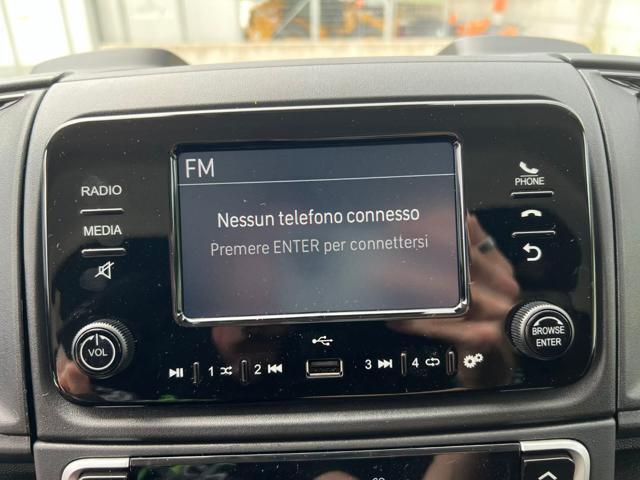 FM
Nessun telefono connesso
Premere ENTER per connettersi
RADIO
MEDIA
PHONE
VOL
BROWSE
ENTER
1
2
3
4